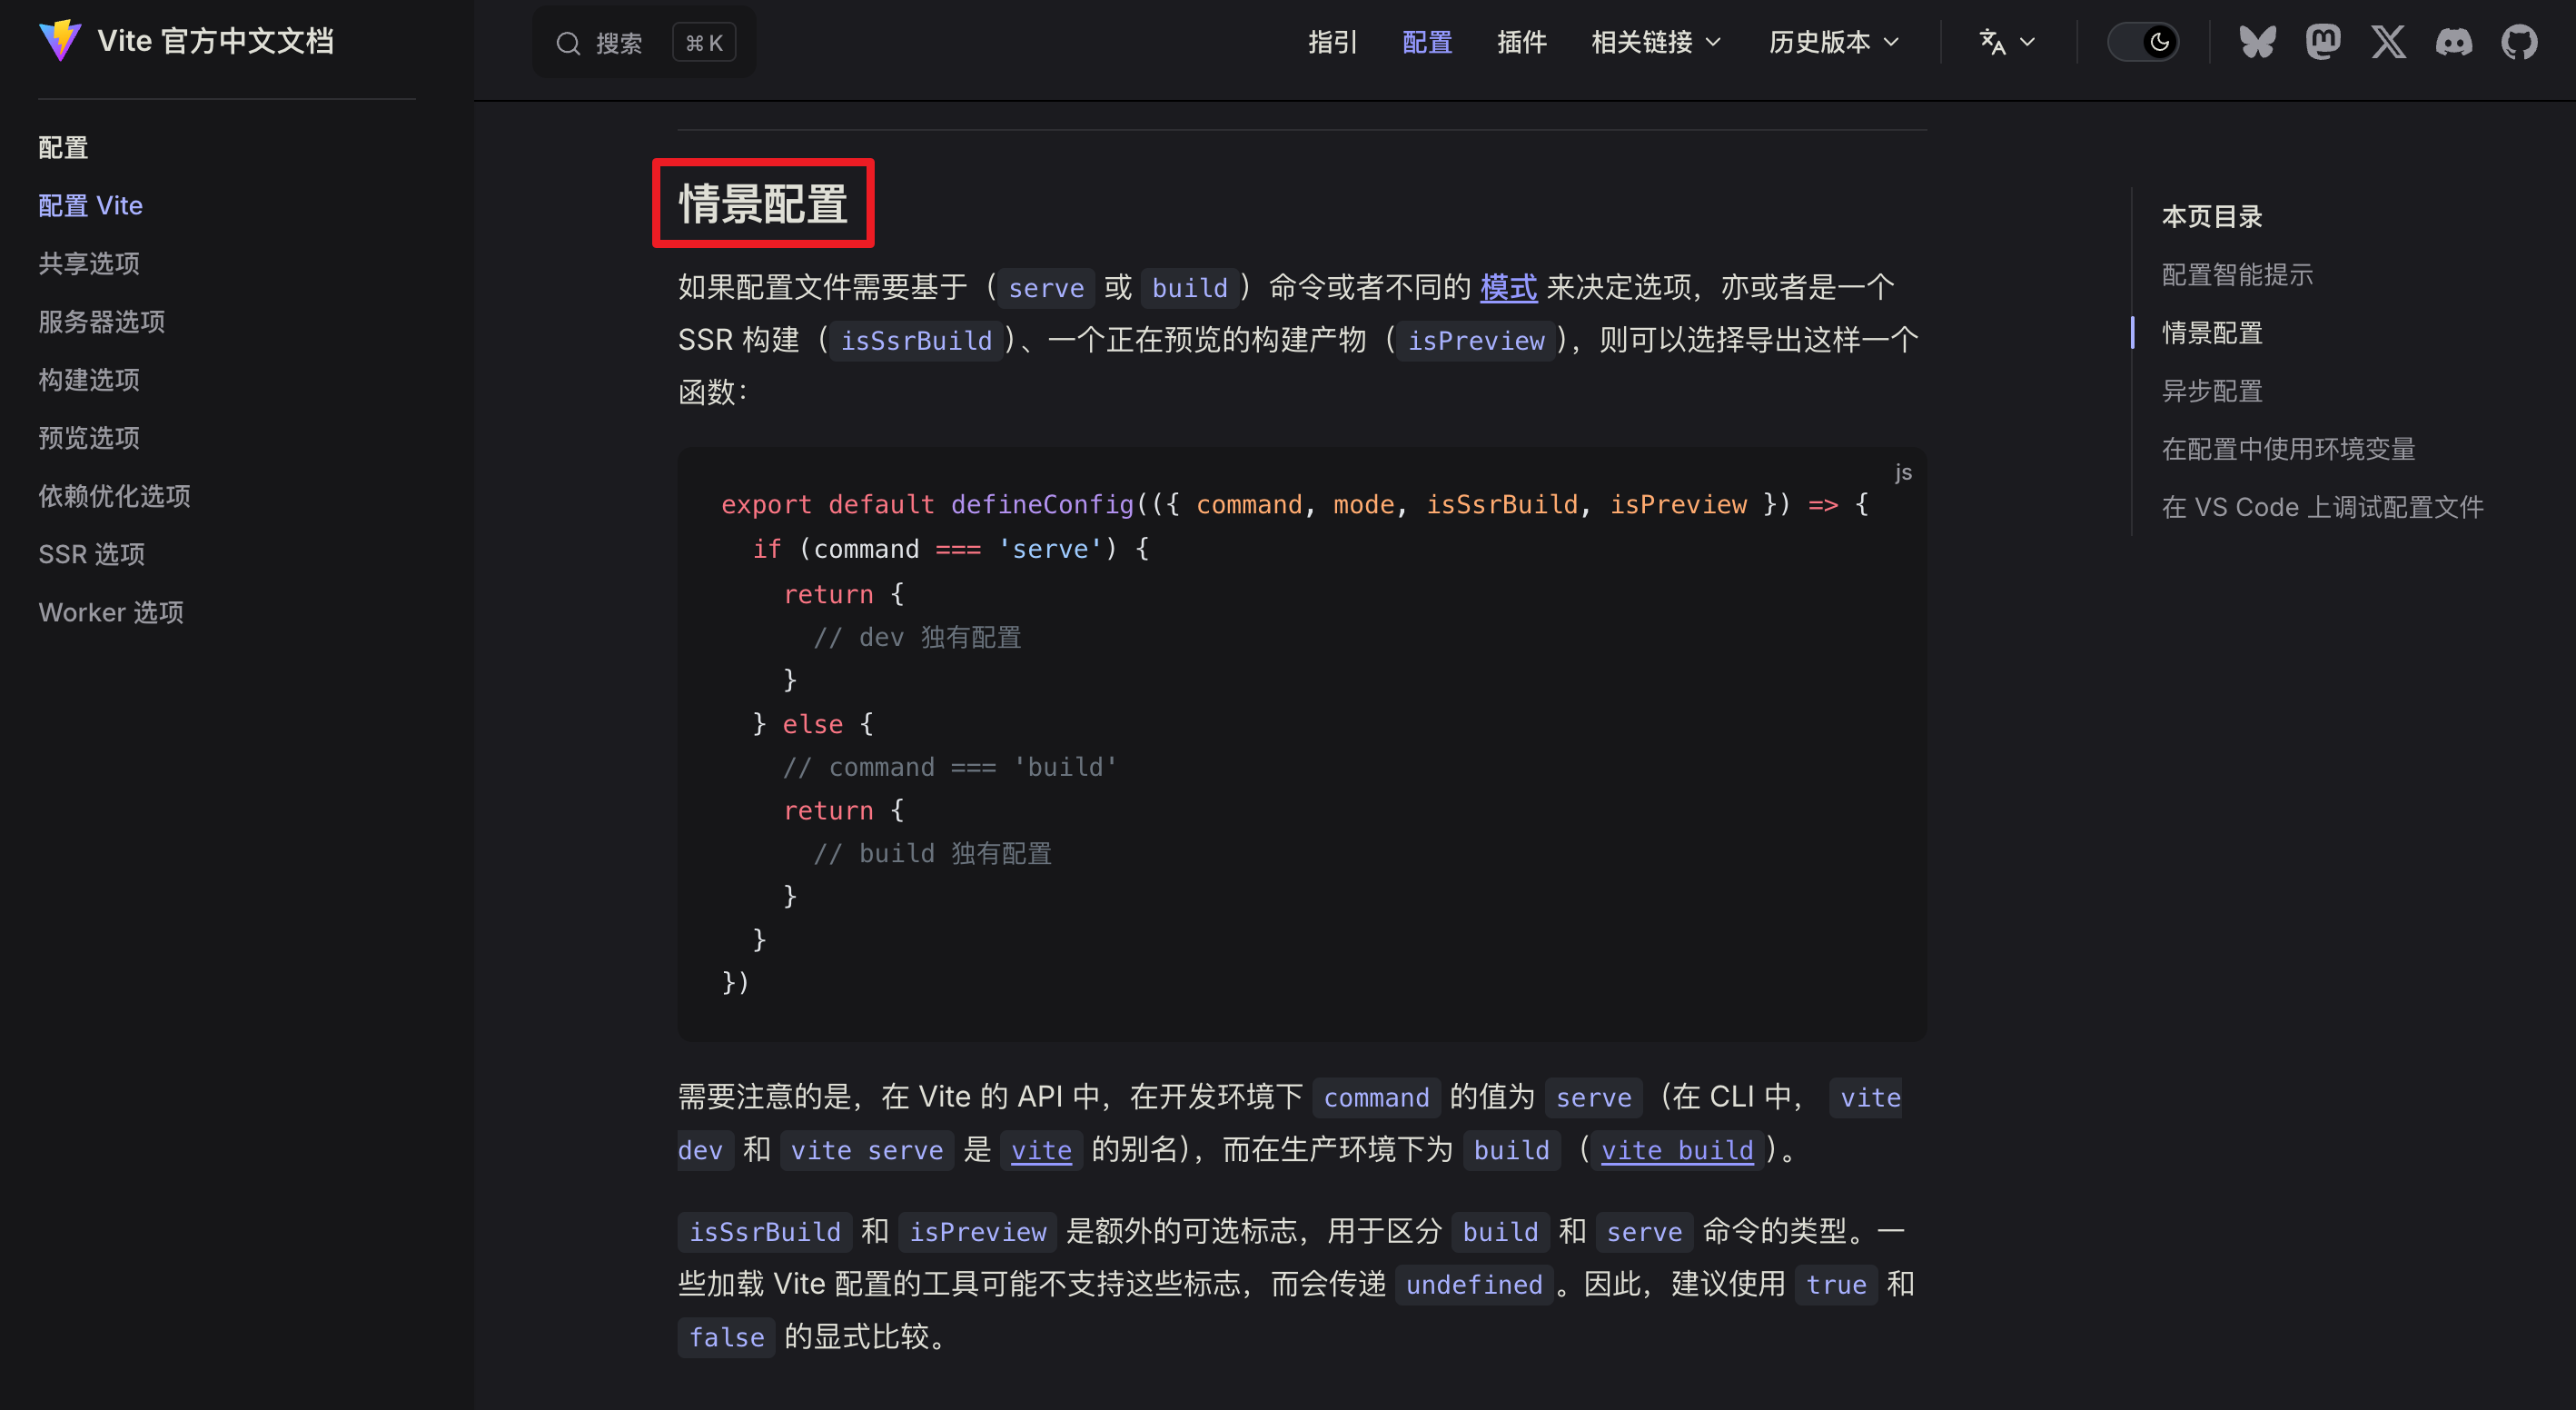 Vite 官方中文文档
搜索 ⌘ K
指引 配置 插件 相关链接 历史版本
配置
配置 Vite
共享选项
服务器选项
构建选项
预览选项
依赖优化选项
SSR 选项
Worker 选项
情景配置
如果配置文件需要基于（serve 或 build）命令或者不同的 模式 来决定选项，亦或者是一个
SSR 构建（isSsrBuild）、一个正在预览的构建产物（isPreview），则可以选择导出这样一个
函数：
js
export default defineConfig(({ command, mode, isSsrBuild, isPreview }) => {
  if (command === 'serve') {
    return {
      // dev 独有配置
    }
  } else {
    // command === 'build'
    return {
      // build 独有配置
    }
  }
})
需要注意的是，在 Vite 的 API 中，在开发环境下 command 的值为 serve（在 CLI 中， vite
dev 和 vite serve 是 vite 的别名），而在生产环境下为 build（vite build）。
isSsrBuild 和 isPreview 是额外的可选标志，用于区分 build 和 serve 命令的类型。一
些加载 Vite 配置的工具可能不支持这些标志，而会传递 undefined。因此，建议使用 true 和
false 的显式比较。
本页目录
配置智能提示
情景配置
异步配置
在配置中使用环境变量
在 VS Code 上调试配置文件